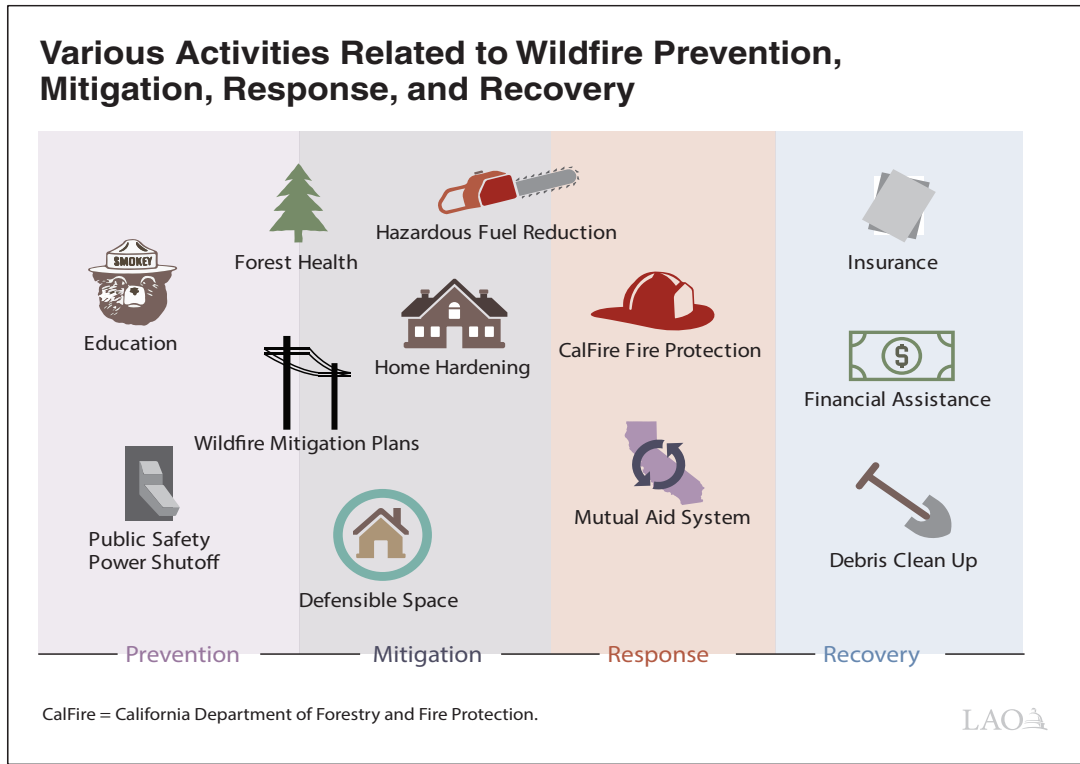 Various Activities Related to Wildfire Prevention,
Mitigation, Response, and Recovery
SMOKEY
Education
Public Safety
Power Shutoff
Forest Health
Wildfire Mitigation Plans
Hazardous Fuel Reduction
Home Hardening
Defensible Space
CalFire Fire Protection
Mutual Aid System
Insurance
$
Financial Assistance
Debris Clean Up
Prevention
Mitigation
Response
Recovery
CalFire = California Department of Forestry and Fire Protection.
LAO